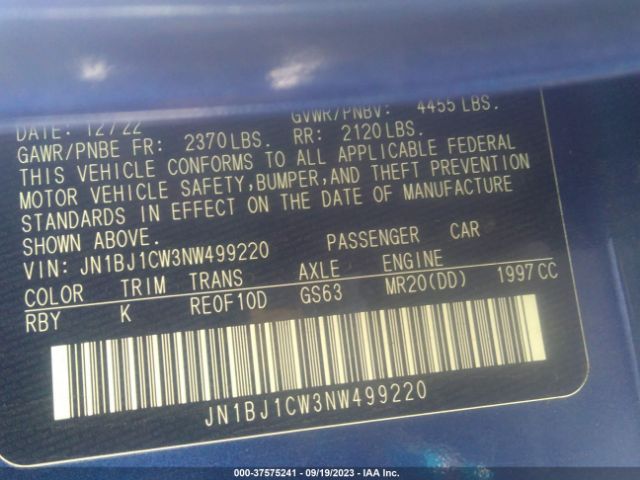 DATE: 12/22 GVWR/PNBV: 4455 LBS.
GAWR/PNBE FR: 2370LBS. RR: 2120LBS.
THIS VEHICLE CONFORMS TO ALL APPLICABLE FEDERAL
MOTOR VEHICLE SAFETY,BUMPER,AND THEFT PREVENTION
STANDARDS IN EFFECT ON THE DATE OF MANUFACTURE
SHOWN ABOVE.
VIN: JN1BJ1CW3NW499220 PASSENGER CAR
COLOR TRIM TRANS AXLE ENGINE
RBY K RE0F10D GS63 MR20(DD) 1997CC
JN1BJ1CW3NW499220
000-37575241 - 09/19/2023 - IAA Inc.